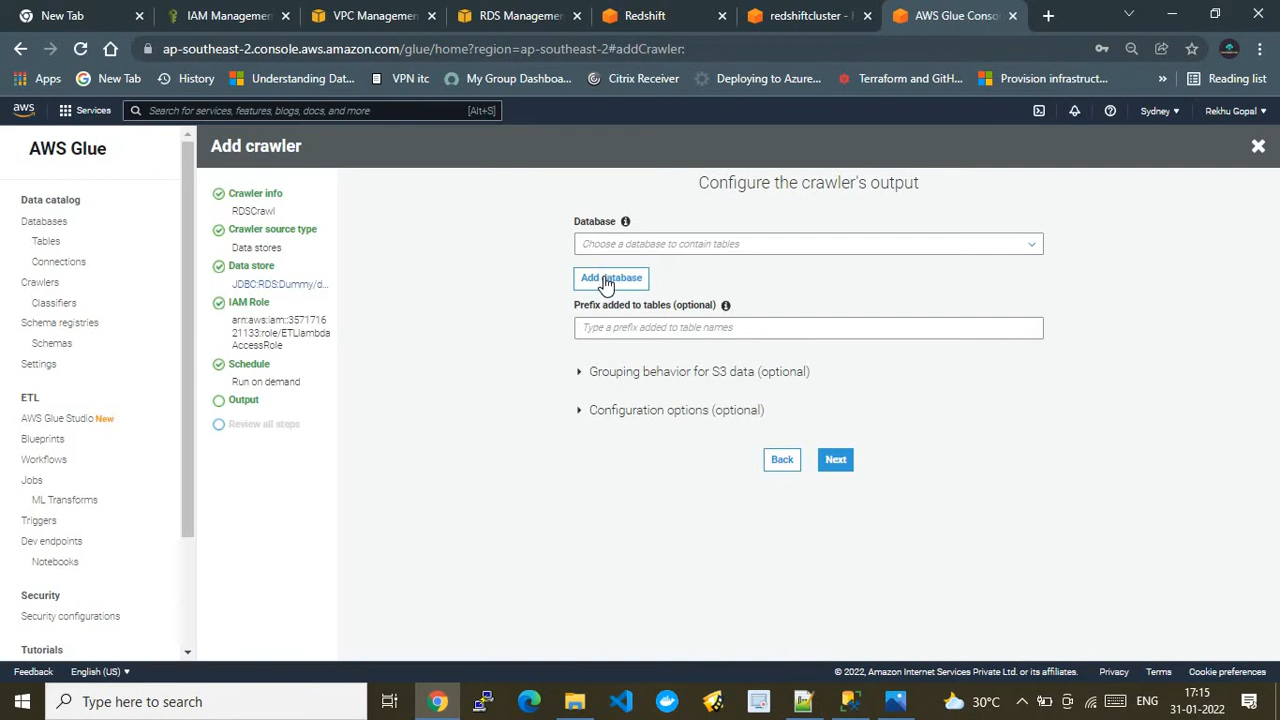 New Tab
IAM Manageme
VPC Managem
RDS Manageme
Redshift
redshiftcluster -
AWS Glue Conso
ap-southeast-2.console.aws.amazon.com/glue/home?region=ap-southeast-2#addCrawler:
Apps
New Tab
History
Understanding Dat...
VPN itc
My Group Dashboa...
Citrix Receiver
Deploying to Azure...
Terraform and GitH...
Provision infrastruct...
»
Reading list
aws
Services
Search for services, features, blogs, docs, and more
[Alt+S]
Sydney
Rekhu Gopal
AWS Glue
Data catalog
Databases
Tables
Connections
Crawlers
Classifiers
Schema registries
Schemas
Settings
ETL
AWS Glue Studio New
Blueprints
Workflows
Jobs
ML Transforms
Triggers
Dev endpoints
Notebooks
Security
Security configurations
Tutorials
Add crawler
Crawler info
RDSCrawl
Crawler source type
Data stores
Data store
JDBC:RDS:Dummy/d...
IAM Role
arn:aws:iam::3571716
21133:role/ETLlambda
AccessRole
Schedule
Run on demand
Output
Review all steps
Configure the crawler's output
Database
Choose a database to contain tables
Add database
Prefix added to tables (optional)
Type a prefix added to table names
Grouping behavior for S3 data (optional)
Configuration options (optional)
Back
Next
Feedback
English (US)
© 2022, Amazon Internet Services Private Ltd. or its affiliates.
Privacy
Terms
Cookie preferences
Type here to search
30°C
ENG
17:15
31-01-2022